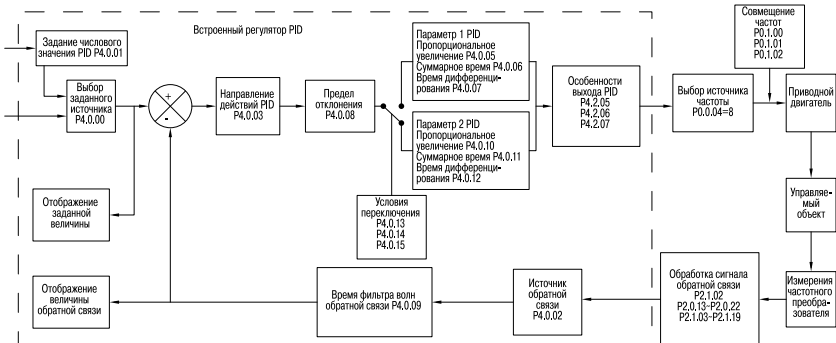 Встроенный регулятор PID
Задание числового
значения PID P4.0.01
Выбор
заданного
источника
P4.0.00
+
-
Направление
действий PID
P4.0.03
Предел
отклонения
P4.0.08
Параметр 1 PID
Пропорциональное
увеличение P4.0.05
Суммарное время P4.0.06
Время дифференци-
рования P4.0.07
Параметр 2 PID
Пропорциональное
увеличение P4.0.10
Суммарное время P4.0.11
Время дифференци-
рования P4.0.12
Условия
переключения
P4.0.13
P4.0.14
P4.0.15
Особенности
выхода PID
P4.2.05
P4.2.06
P4.2.07
Совмещение
частот
P0.1.00
P0.1.01
P0.1.02
Выбор источника
частоты
P0.0.04=8
Приводной
двигатель
Управляе-
мый
объект
Измерения
частотного
преобра-
зователя
Обработка сигнала
обратной связи
P2.1.02
P2.0.13~P2.0.22
P2.1.03~P2.1.19
Источник
обратной
связи
P4.0.02
Время фильтра волн
обратной связи P4.0.09
Отображение
заданной
величины
Отображение
величины
обратной связи